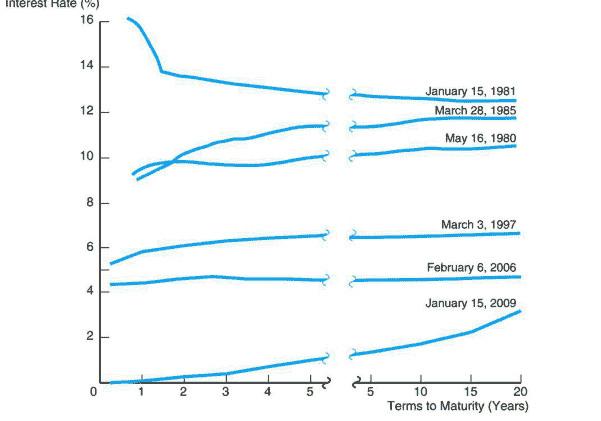 Interest Rate (%)
16
14
12
10
8
6
4
2
0
January 15, 1981
March 28, 1985
May 16, 1980
March 3, 1997
February 6, 2006
January 15, 2009
1 2 3 4 5 5 10 15 20
Terms to Maturity (Years)